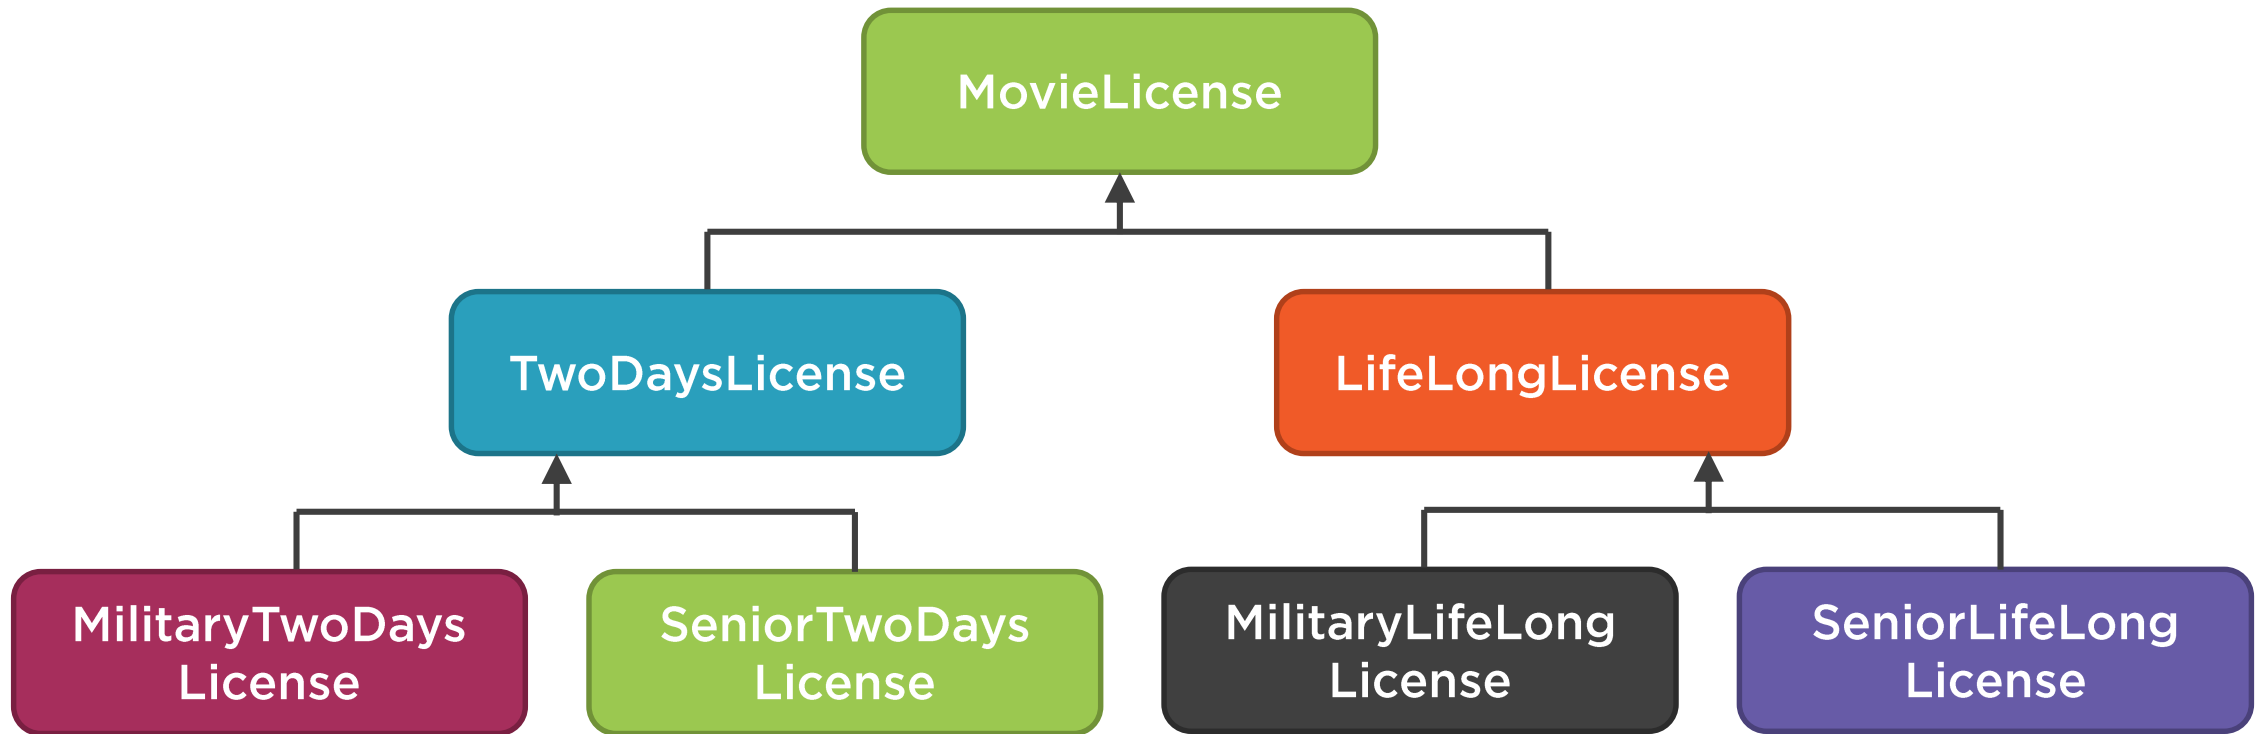 MovieLicense
TwoDaysLicense
LifeLongLicense
MilitaryTwoDays
License
SeniorTwoDays
License
MilitaryLifeLong
License
SeniorLifeLong
License